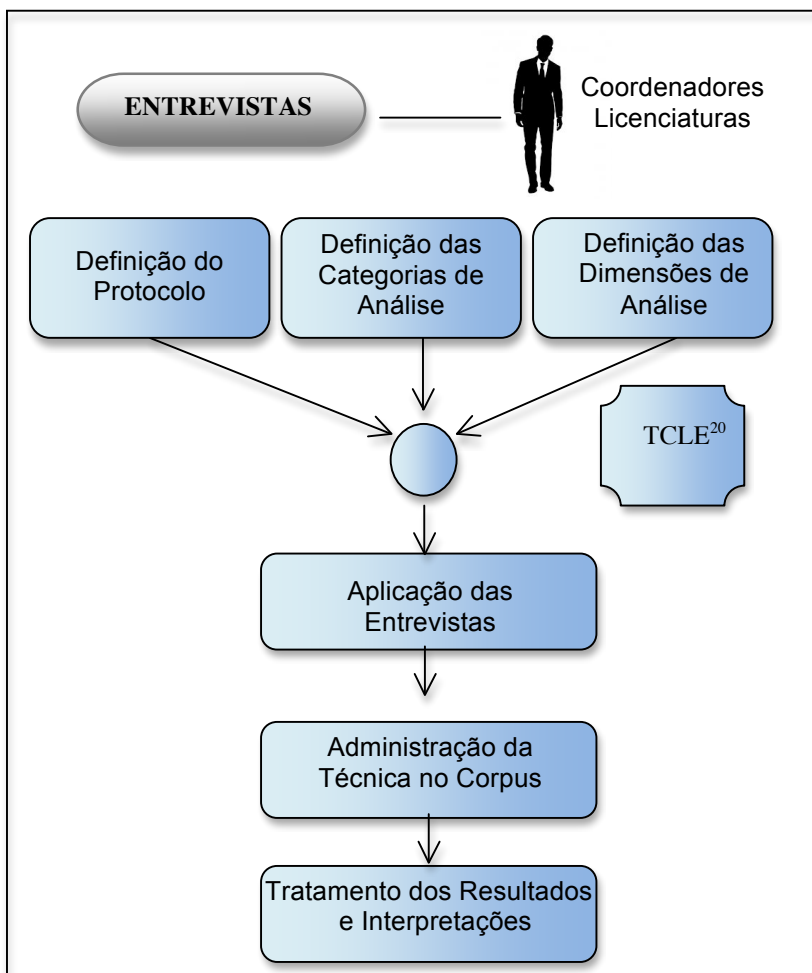 ENTREVISTAS
Coordenadores
Licenciaturas
Definição do
Protocolo
Definição das
Categorias de
Análise
Definição das
Dimensões de
Análise
TCLE20
Aplicação das
Entrevistas
Administração da
Técnica no Corpus
Tratamento dos Resultados
e Interpretações